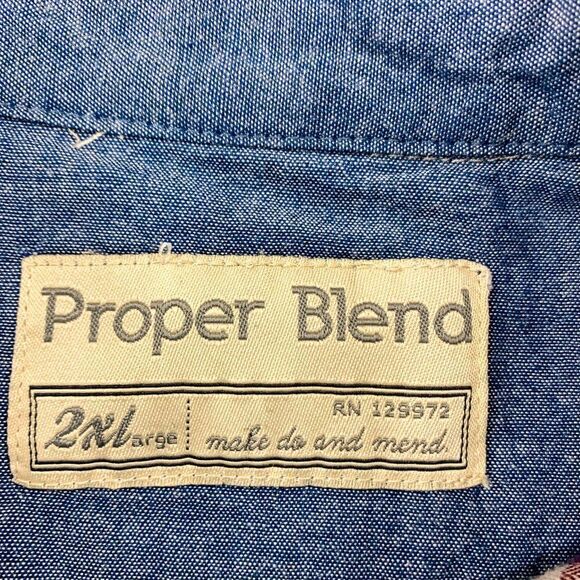 Proper Blend
2XLarge
RN 129972
make do and mend.